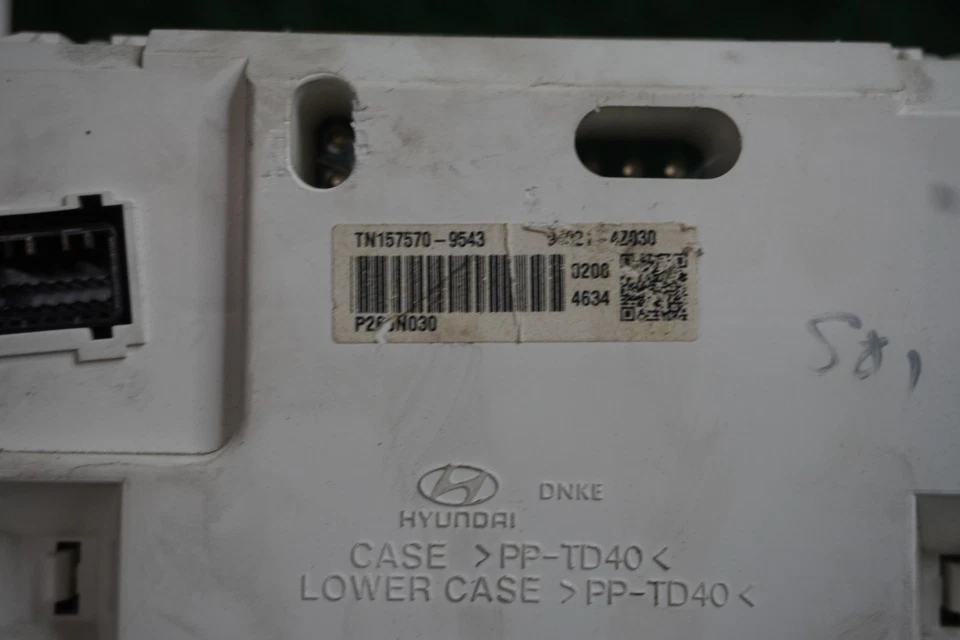 TN157570-9543
0208
4634
HYUNDAI DNKE
CASE >PP-TD40<
LOWER CASE >PP-TD40<